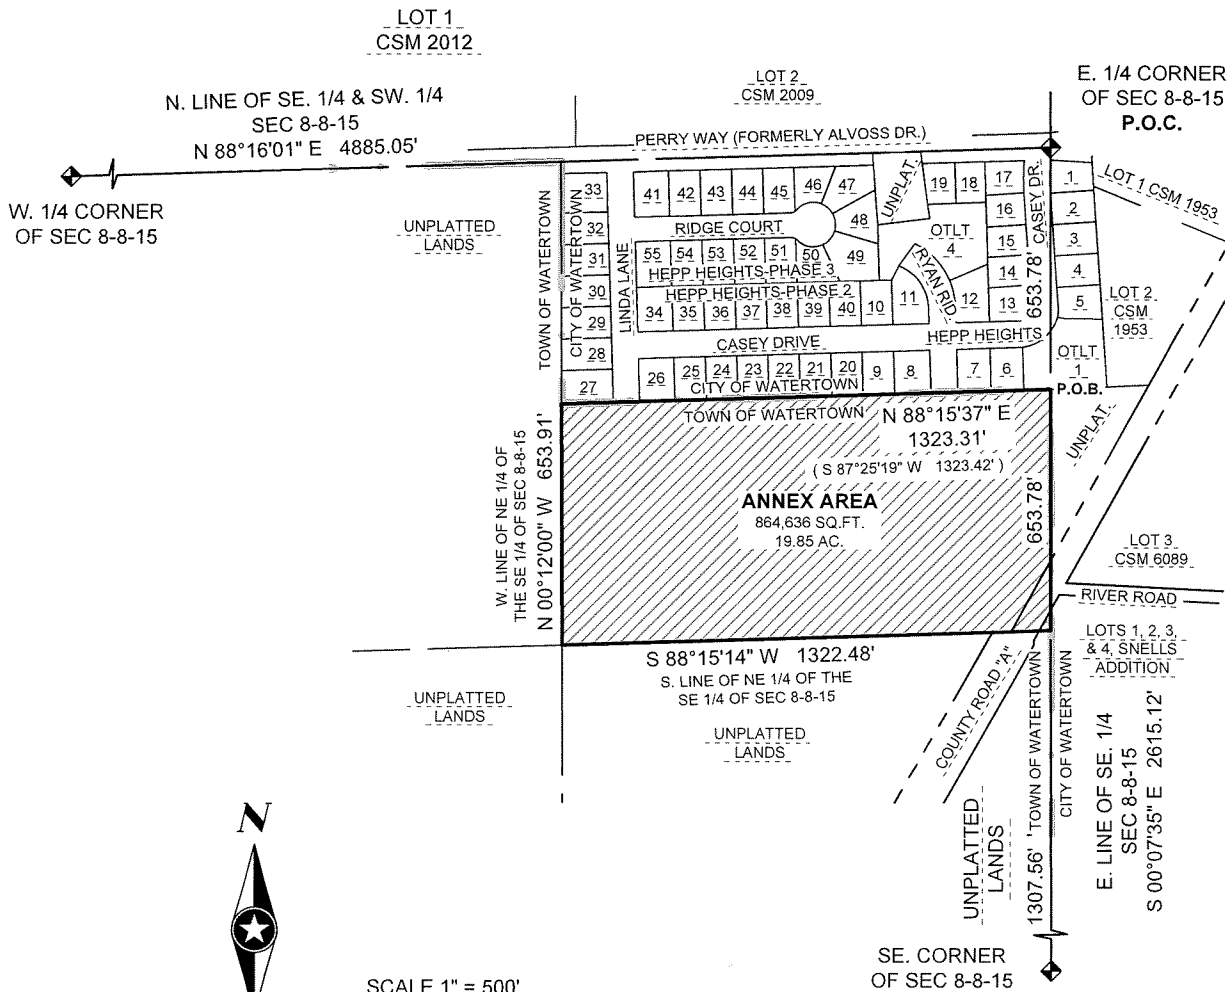 LOT 1
CSM 2012
N. LINE OF SE. 1/4 & SW. 1/4
SEC 8-8-15
N 88°16'01" E 4885.05'
LOT 2
CSM 2009
E. 1/4 CORNER
OF SEC 8-8-15
P.O.C.
PERRY WAY (FORMERLY ALVOSS DR.)
W. 1/4 CORNER
OF SEC 8-8-15
UNPLATTED
LANDS
TOWN OF WATERTOWN
CITY OF WATERTOWN
33
32
31
30
29
28
27
LINDA LANE
41 42 43 44 45 46 47
48
49
RIDGE COURT
55 54 53 52 51 50
HEPP HEIGHTS-PHASE 3
HEPP HEIGHTS-PHASE 2
34 35 36 37 38 39 40 10 11
UNPLAT.
19 18 17
16
15
14
13
12
OTLT
4
RYAN RID.
CASEY DR.
653.78'
1
2
3
4
5
LOT 1 CSM 1953
LOT 2
CSM
1953
CASEY DRIVE
HEPP HEIGHTS
26 25 24 23 22 21 20 9 8 7 6
CITY OF WATERTOWN
OTLT
1
P.O.B.
TOWN OF WATERTOWN
N 88°15'37" E
1323.31'
( S 87°25'19" W 1323.42' )
UNPLAT.
W. LINE OF NE 1/4 OF
THE SE 1/4 OF SEC 8-8-15
N 00°12'00" W 653.91'
ANNEX AREA
864,636 SQ.FT.
19.85 AC.
653.78'
LOT 3
CSM 6089
RIVER ROAD
LOTS 1, 2, 3,
& 4, SNELLS
ADDITION
S 88°15'14" W 1322.48'
S. LINE OF NE 1/4 OF THE
SE 1/4 OF SEC 8-8-15
UNPLATTED
LANDS
UNPLATTED
LANDS
COUNTY ROAD "A"
TOWN OF WATERTOWN
CITY OF WATERTOWN
UNPLATTED
LANDS
1307.56'
E. LINE OF SE. 1/4
SEC 8-8-15
S 00°07'35" E 2615.12'
N
SE. CORNER
OF SEC 8-8-15
SCALE 1" = 500'